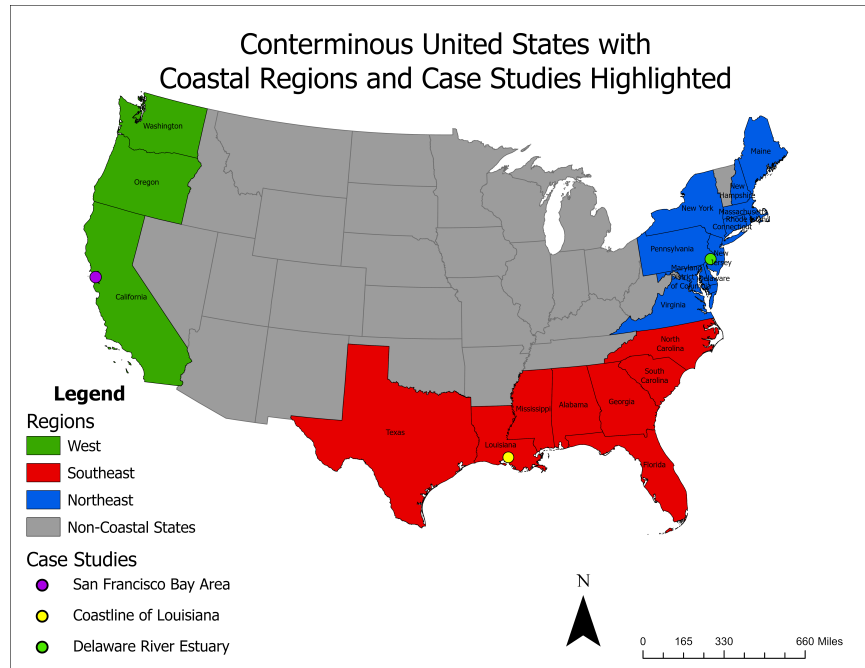 Conterminous United States with
Coastal Regions and Case Studies Highlighted
Washington
Oregon
California
Maine
New
Hampshire
New York
Massachusetts
Rhode Island
Connecticut
Pennsylvania
New
Jersey
Maryland
Delaware
District
of Columbia
Virginia
North
Carolina
South
Carolina
Mississippi
Alabama
Georgia
Texas
Louisiana
Florida
Legend
Regions
West
Southeast
Northeast
Non-Coastal States
Case Studies
San Francisco Bay Area
Coastline of Louisiana
Delaware River Estuary
N
0 165 330 660 Miles